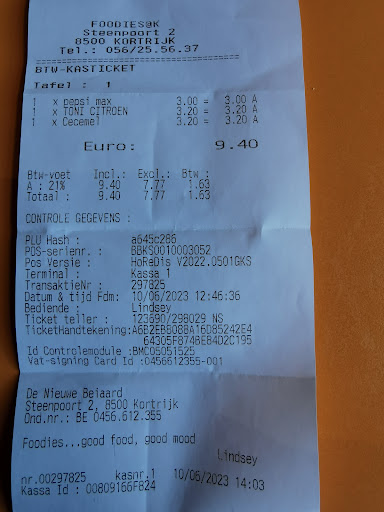 FOODIES@K
Steenpoort 2
8500 KORTRIJK
Tel.: 056/25.56.37
========================================
BTW-KASTICKET
Tafel : 1
1 x pepsi max 3.00 = 3.00 A
1 x TONI CITROEN 3.20 = 3.20 A
1 x Cecemel 3.20 = 3.20 A
Euro: 9.40
Btw-voet Incl.: Excl.: Btw :
A : 21% 9.40 7.77 1.63
Totaal : 9.40 7.77 1.63
CONTROLE GEGEVENS :
PLU Hash : a645c286
POS-serienr. : BBKS0010003052
Pos Versie : HoReDis V2022.0501GKS
Terminal : Kassa 1
TransaktieNr : 297825
Datum & tijd Fdm: 10/06/2023 12:46:36
Bediende : Lindsey
Ticket teller : 123690/298029 NS
TicketHandtekening:A6B2EBB0BBA16D85242E4
64305F8748E84D2C195
Id Controlemodule :BMC05051525
Vat-signing Card Id :0456612355-001
De Nieuwe Beiaard
Steenpoort 2, 8500 Kortrijk
Ond.nr.: BE 0456.612.355
Foodies...good food, good mood
Lindsey
nr.00297825 kasnr.1 10/06/2023 14:03
Kassa Id : 00809166F824